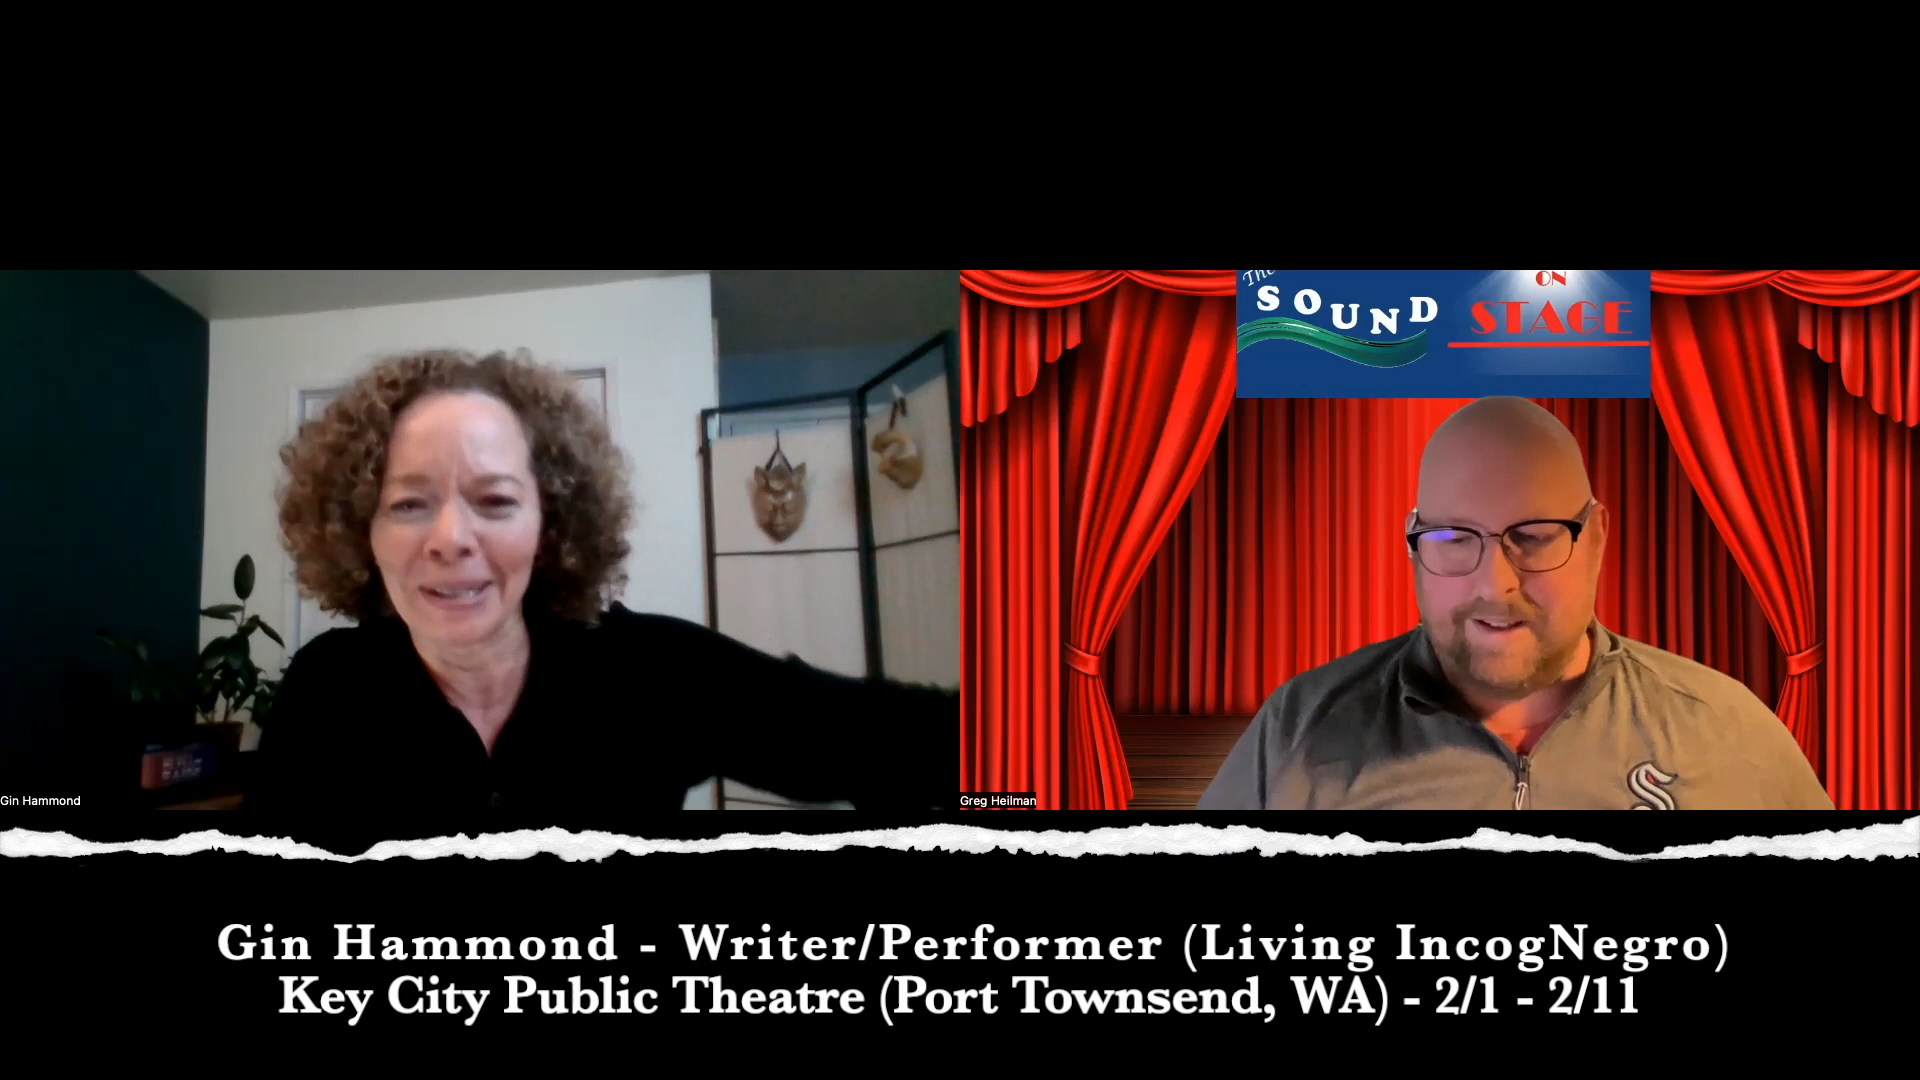 The
SOUND
ON
STAGE
Gin Hammond
Greg Heilman
Gin Hammond - Writer/Performer (Living IncogNegro)
Key City Public Theatre (Port Townsend, WA) - 2/1 - 2/11